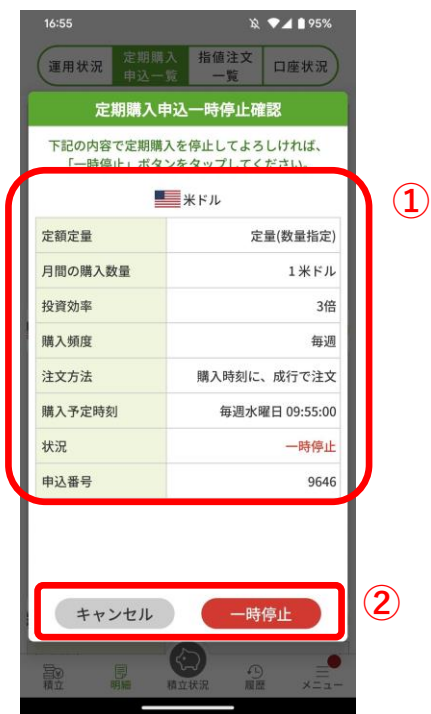 16:55
95%
運用状況
定期購入
申込一覧
指値注文
一覧
口座状況
定期購入申込一時停止確認
下記の内容で定期購入を停止してよろしければ、
「一時停止」ボタンをタップしてください。
①
米ドル
定額定量 定量(数量指定)
月間の購入数量 1米ドル
投資効率 3倍
購入頻度 毎週
注文方法 購入時刻に、成行で注文
購入予定時刻 毎週水曜日 09:55:00
状況 一時停止
申込番号 9646
②
キャンセル 一時停止
積立 明細 積立状況 履歴 メニュー